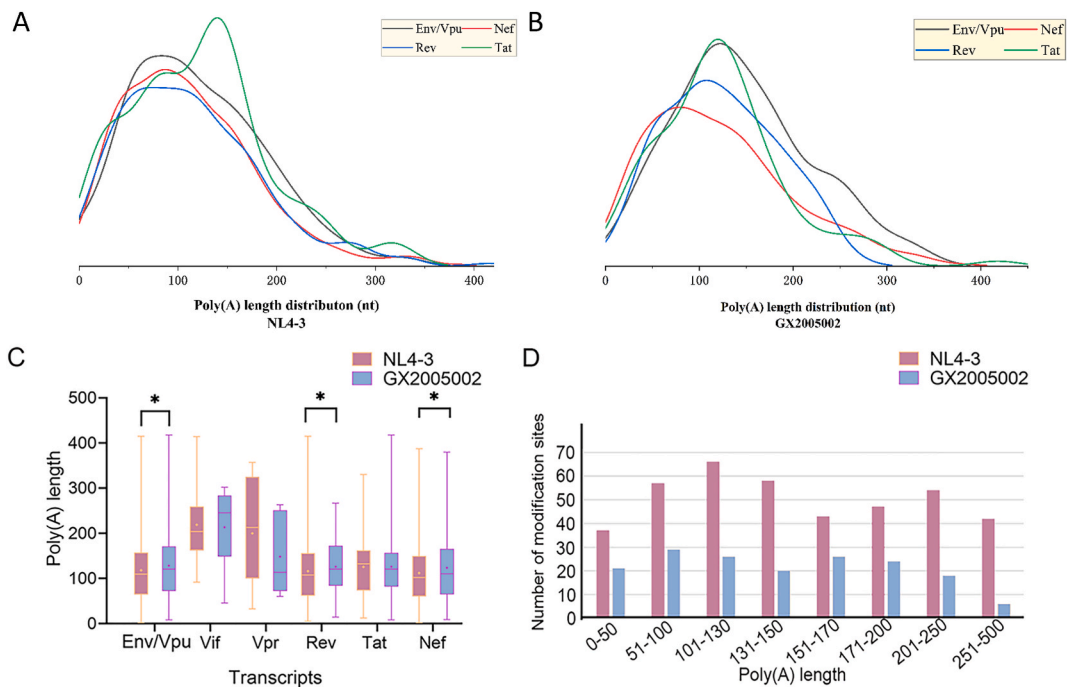 A
Env/Vpu Nef
Rev Tat
0 100 200 300 400
Poly(A) length distributon (nt)
NL4-3
B
Env/Vpu Nef
Rev Tat
0 100 200 300 400
Poly(A) length distribution (nt)
GX2005002
C
NL4-3
GX2005002
Poly(A) length
500
400
300
200
100
0
* * *
Env/Vpu Vif Vpr Rev Tat Nef
Transcripts
D
NL4-3
GX2005002
Number of modification sites
70
60
50
40
30
20
10
0
0-50 51-100 101-130 131-150 151-170 171-200 201-250 251-500
Poly(A) length